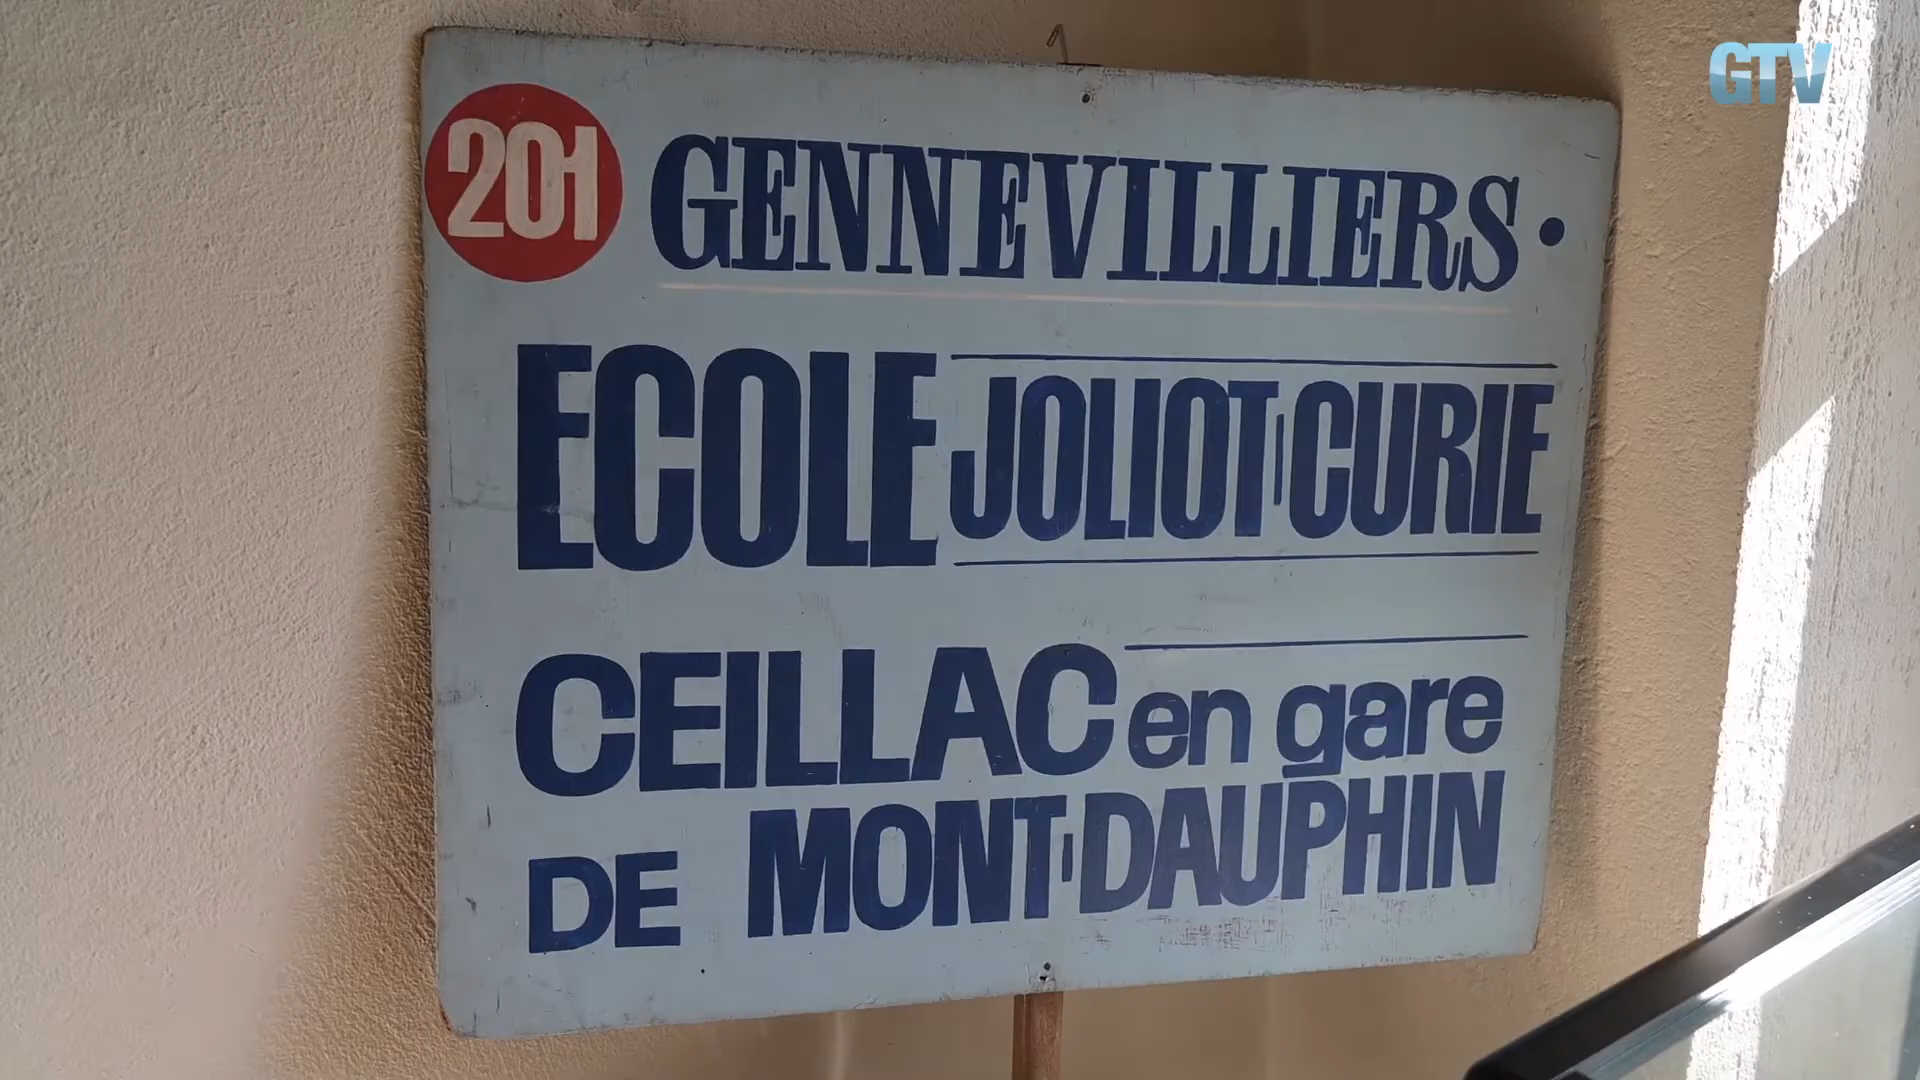 GTV
201 GENNEVILLIERS •
ECOLE JOLIOT-CURIE
CEILLAC en gare
DE MONT-DAUPHIN